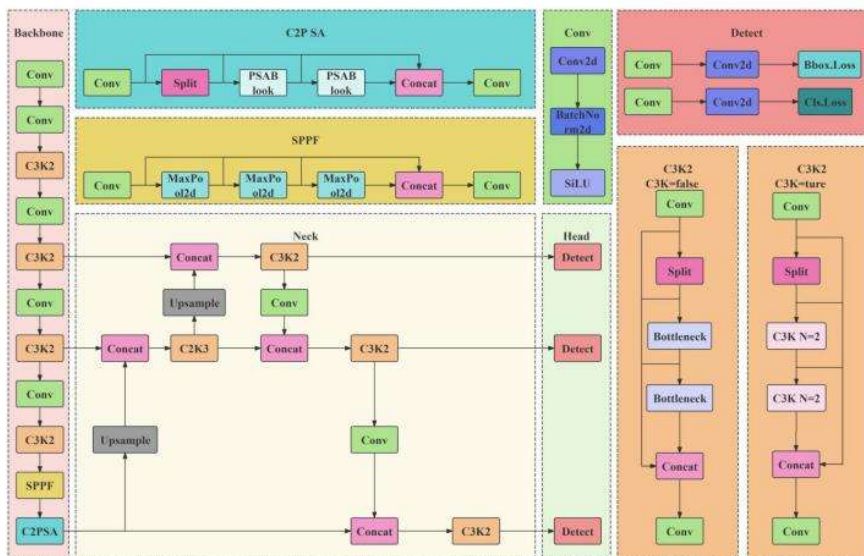 Backbone
Conv
Conv
C3K2
Conv
C3K2
Conv
C3K2
Conv
C3K2
SPPF
C2PSA
C2P SA
Conv
Split
PSAB
look
PSAB
look
Concat
Conv
SPPF
Conv
MaxPo
ol2d
MaxPo
ol2d
MaxPo
ol2d
Concat
Conv
Conv
Conv2d
BatchNo
rm2d
SiLU
Detect
Conv
Conv2d
Bbox.Loss
Conv
Conv2d
Cls.Loss
Neck
Concat
C3K2
Upsample
Conv
Concat
C2K3
Concat
C3K2
Upsample
Conv
Concat
C3K2
Head
Detect
Detect
Detect
C3K2
C3K=false
Conv
Split
Bottleneck
Bottleneck
Concat
Conv
C3K2
C3K=ture
Conv
Split
C3K N=2
C3K N=2
Concat
Conv